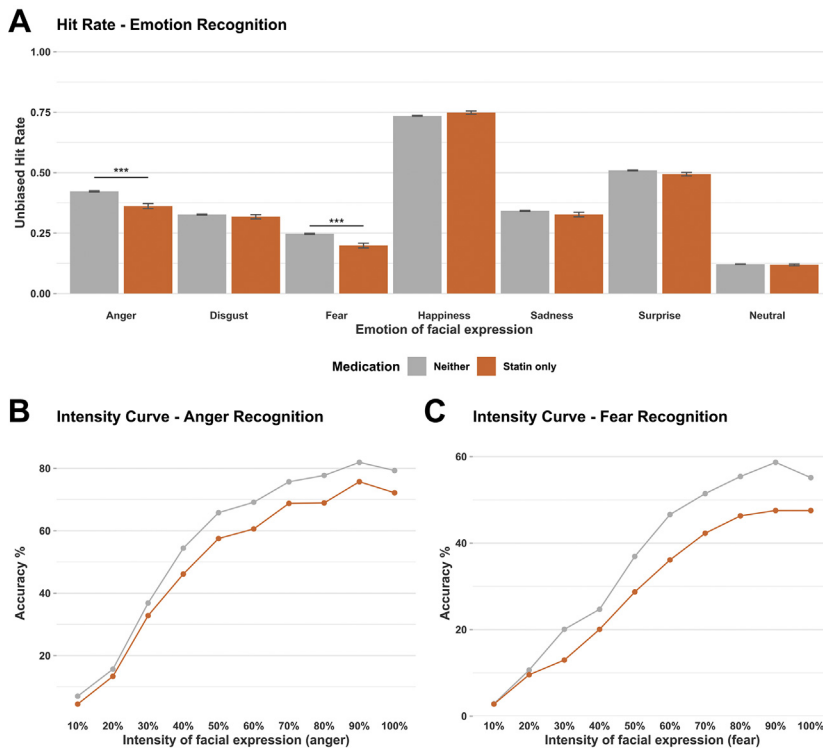 A
Hit Rate - Emotion Recognition
1.00
0.75
0.50
0.25
0.00
Unbiased Hit Rate
***
***
Anger Disgust Fear Happiness Sadness Surprise Neutral
Emotion of facial expression
Medication Neither Statin only
B
Intensity Curve - Anger Recognition
80
60
40
20
Accuracy %
10% 20% 30% 40% 50% 60% 70% 80% 90% 100%
Intensity of facial expression (anger)
C
Intensity Curve - Fear Recognition
60
40
20
0
Accuracy %
10% 20% 30% 40% 50% 60% 70% 80% 90% 100%
Intensity of facial expression (fear)